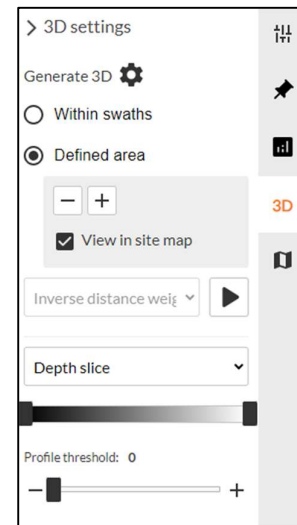 3D settings
Generate 3D
Within swaths
Defined area
3D
− +
View in site map
Inverse distance weig
Depth slice
Profile threshold: 0
− +